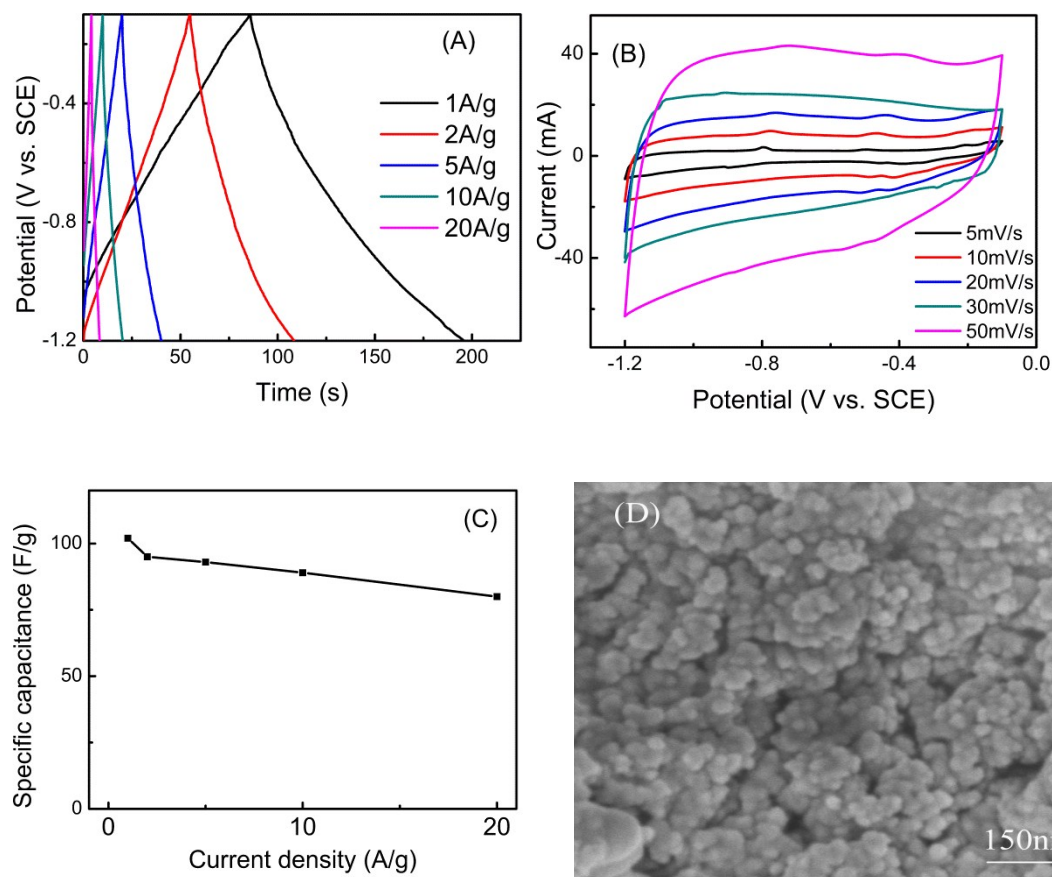 (A)
Potential (V vs. SCE)
-0.4
-0.8
-1.2
0
50
100
150
200
Time (s)
1A/g
2A/g
5A/g
10A/g
20A/g
(B)
Current (mA)
40
0
-40
-1.2
-0.8
-0.4
0.0
Potential (V vs. SCE)
5mV/s
10mV/s
20mV/s
30mV/s
50mV/s
(C)
Specific capacitance (F/g)
100
50
0
0
10
20
Current density (A/g)
(D)
150n